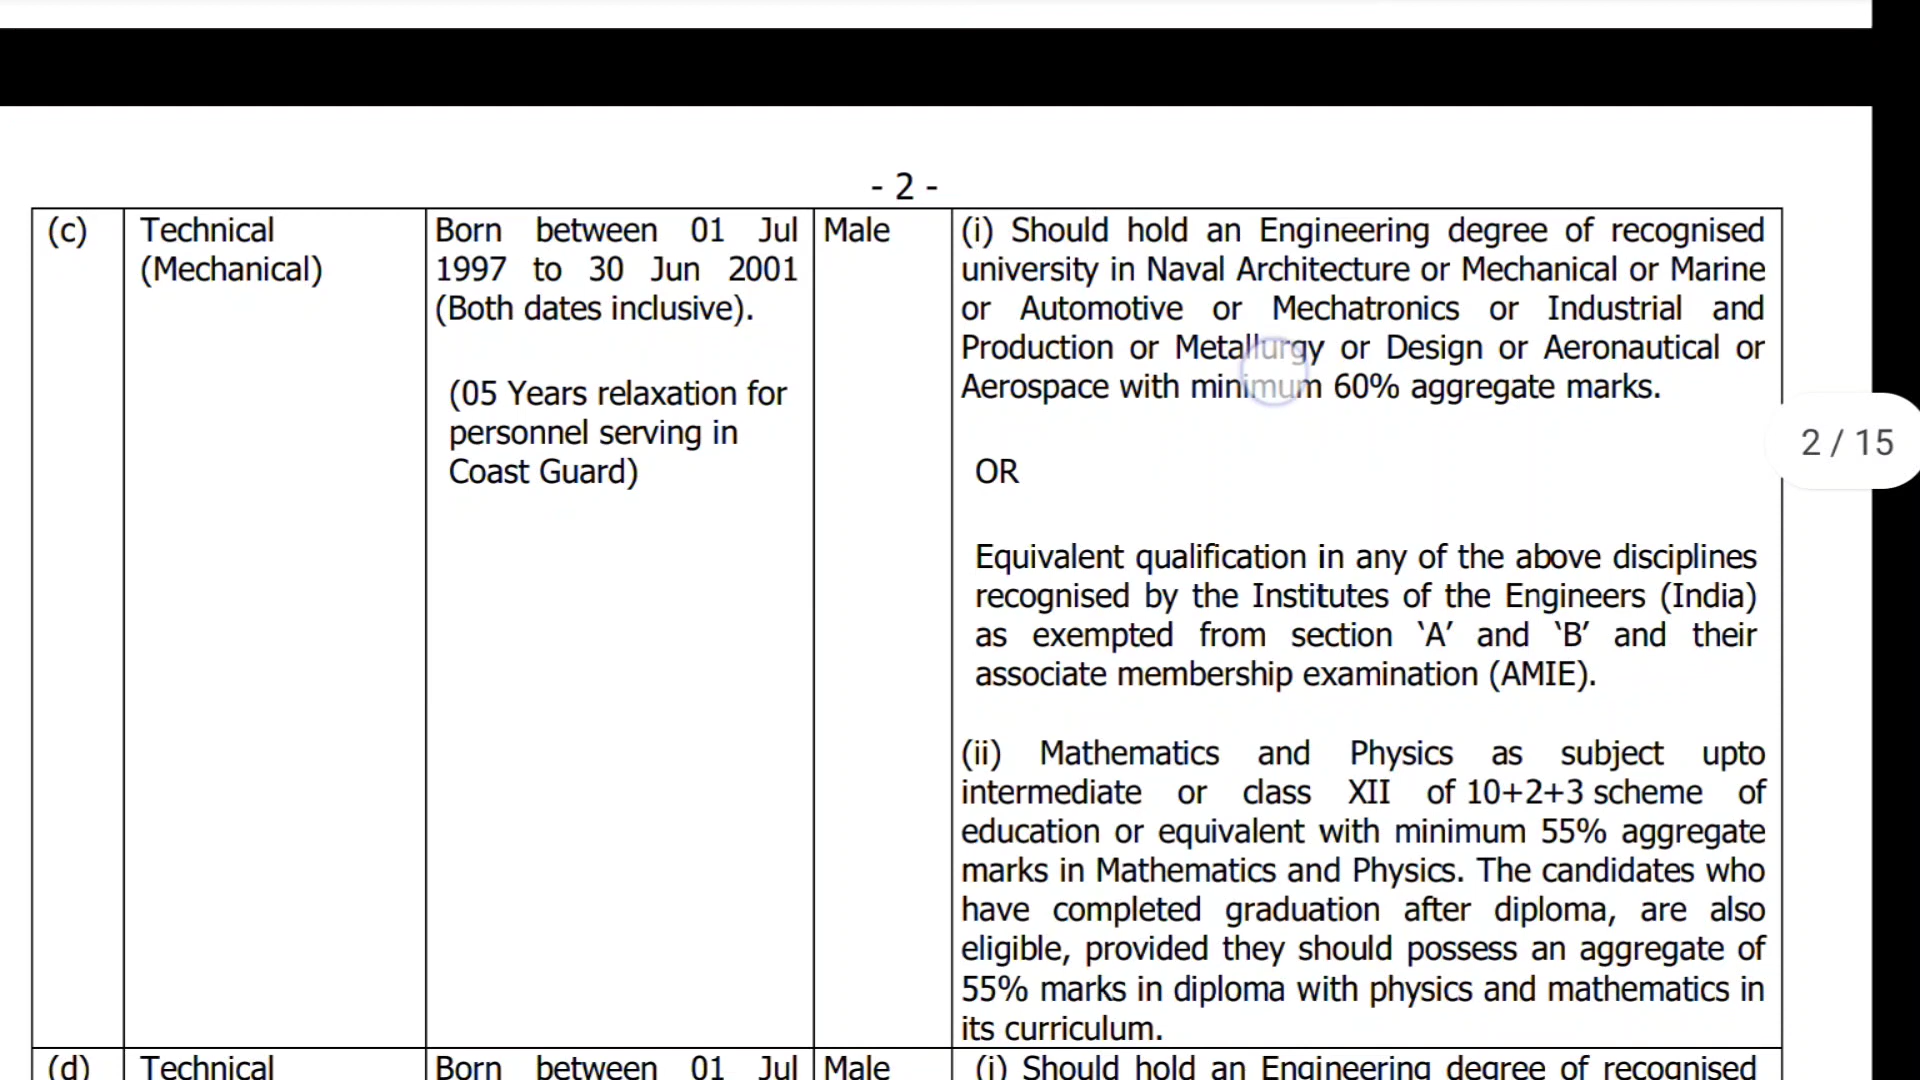 - 2 -
(c) Technical (Mechanical)
Born between 01 Jul
1997 to 30 Jun 2001
(Both dates inclusive).
(05 Years relaxation for
personnel serving in
Coast Guard)
Male
(i) Should hold an Engineering degree of recognised
university in Naval Architecture or Mechanical or Marine
or Automotive or Mechatronics or Industrial and
Production or Metallurgy or Design or Aeronautical or
Aerospace with minimum 60% aggregate marks.
OR
Equivalent qualification in any of the above disciplines
recognised by the Institutes of the Engineers (India)
as exempted from section ‘A’ and ‘B’ and their
associate membership examination (AMIE).
(ii) Mathematics and Physics as subject upto
intermediate or class XII of 10+2+3 scheme of
education or equivalent with minimum 55% aggregate
marks in Mathematics and Physics. The candidates who
have completed graduation after diploma, are also
eligible, provided they should possess an aggregate of
55% marks in diploma with physics and mathematics in
its curriculum.
2 / 15
(d) Technical
Born between 01 Jul
Male
(i) Should hold an Engineering degree of recognised